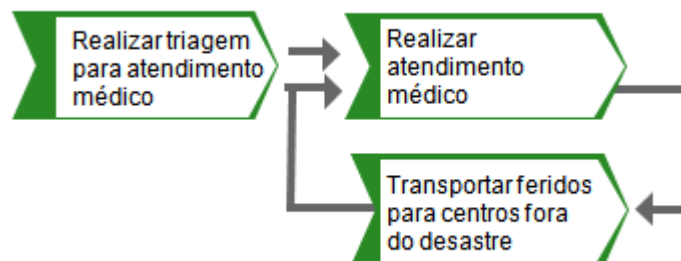 Realizar triagem
para atendimento
médico
Realizar
atendimento
médico
Transportar feridos
para centros fora
do desastre